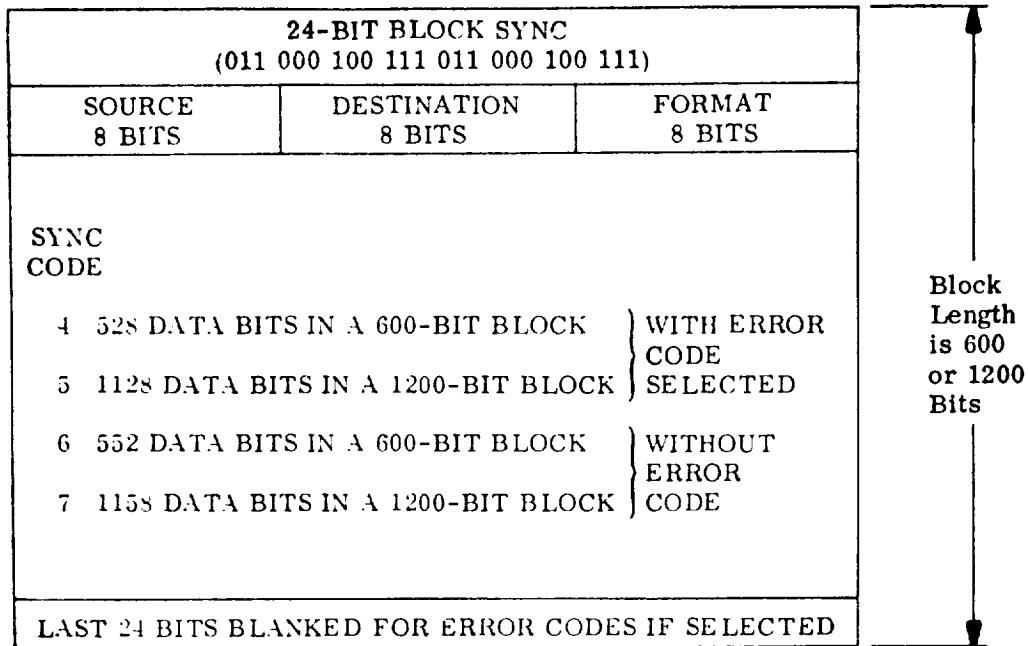 24-BIT BLOCK SYNC
(011 000 100 111 011 000 100 111)
SOURCE
8 BITS
DESTINATION
8 BITS
FORMAT
8 BITS
SYNC
CODE
4 528 DATA BITS IN A 600-BIT BLOCK
5 1128 DATA BITS IN A 1200-BIT BLOCK
WITH ERROR
CODE
SELECTED
6 552 DATA BITS IN A 600-BIT BLOCK
7 1158 DATA BITS IN A 1200-BIT BLOCK
WITHOUT
ERROR
CODE
LAST 24 BITS BLANKED FOR ERROR CODES IF SELECTED
Block
Length
is 600
or 1200
Bits